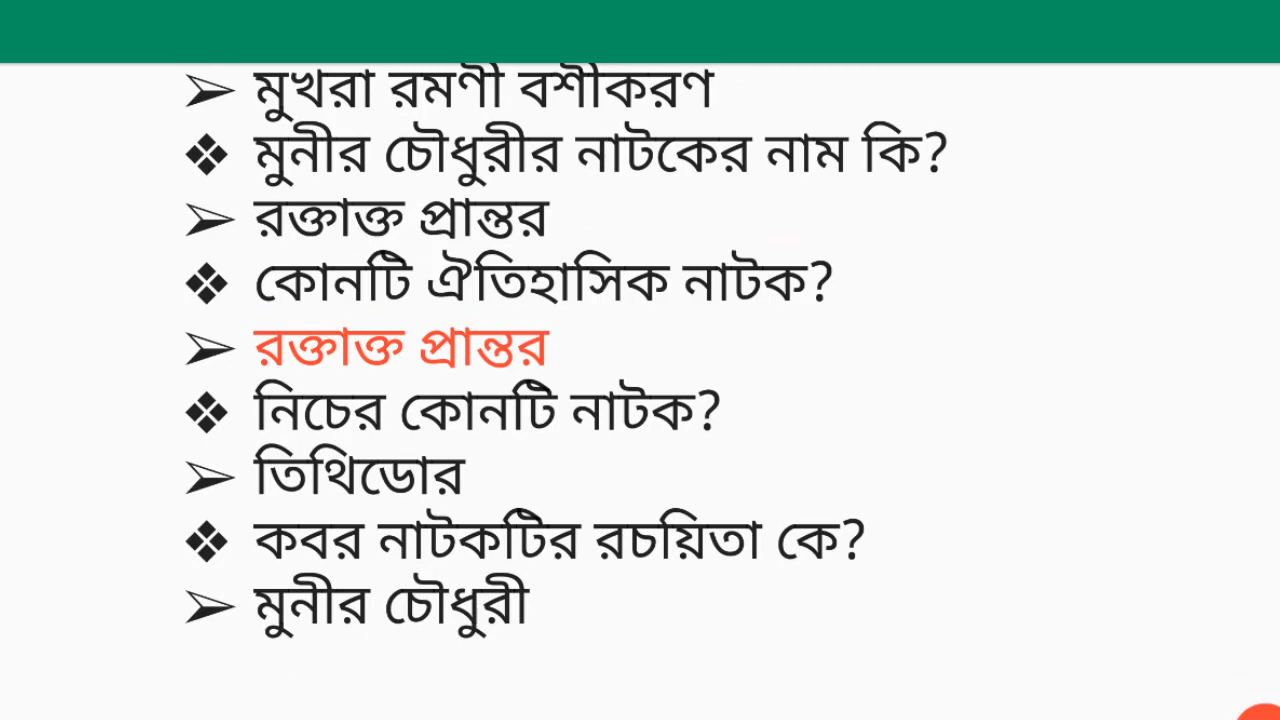 ➢ মুখরা রমণী বশীকরণ
❖ মুনীর চৌধুরীর নাটকের নাম কি?
➢ রক্তাক্ত প্রান্তর
❖ কোনটি ঐতিহাসিক নাটক?
➢ রক্তাক্ত প্রান্তর
❖ নিচের কোনটি নাটক?
➢ তিথিডোর
❖ কবর নাটকটির রচয়িতা কে?
➢ মুনীর চৌধুরী